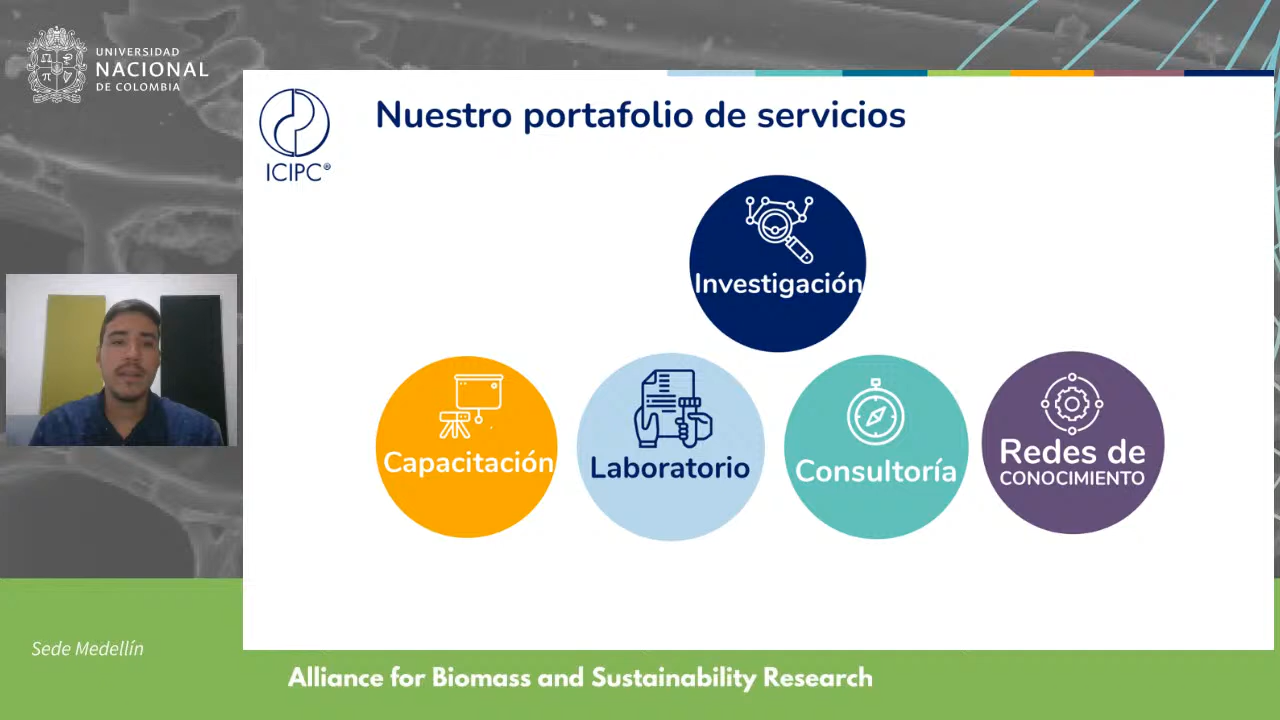 UNIVERSIDAD
NACIONAL
DE COLOMBIA
ICIPC®
Nuestro portafolio de servicios
Investigación
Capacitación
Laboratorio
Consultoría
Redes de
CONOCIMIENTO
Sede Medellín
Alliance for Biomass and Sustainability Research